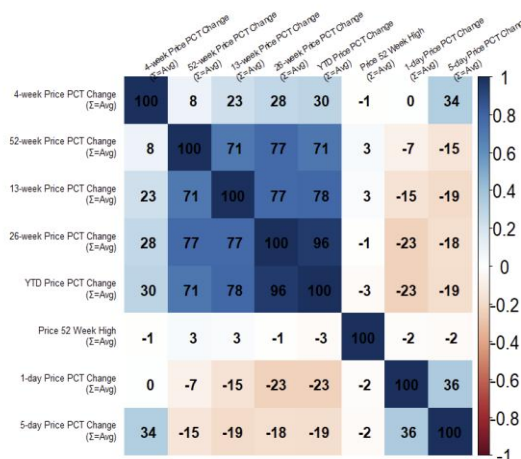 4-week Price PCT Change
(Σ=Avg)
52-week Price PCT Change
(Σ=Avg)
13-week Price PCT Change
(Σ=Avg)
26-week Price PCT Change
(Σ=Avg)
YTD Price PCT Change
(Σ=Avg)
Price 52 Week High
(Σ=Avg)
1-day Price PCT Change
(Σ=Avg)
5-day Price PCT Change
(Σ=Avg)
4-week Price PCT Change
(Σ=Avg)
100 8 23 28 30 -1 0 34
52-week Price PCT Change
(Σ=Avg)
8 100 71 77 71 3 -7 -15
13-week Price PCT Change
(Σ=Avg)
23 71 100 77 78 3 -15 -19
26-week Price PCT Change
(Σ=Avg)
28 77 77 100 96 -1 -23 -18
YTD Price PCT Change
(Σ=Avg)
30 71 78 96 100 -3 -23 -19
Price 52 Week High
(Σ=Avg)
-1 3 3 -1 -3 100 -2 -2
1-day Price PCT Change
(Σ=Avg)
0 -7 -15 -23 -23 -2 100 36
5-day Price PCT Change
(Σ=Avg)
34 -15 -19 -18 -19 -2 36 100
1
0.8
0.6
0.4
0.2
0
-0.2
-0.4
-0.6
-0.8
-1